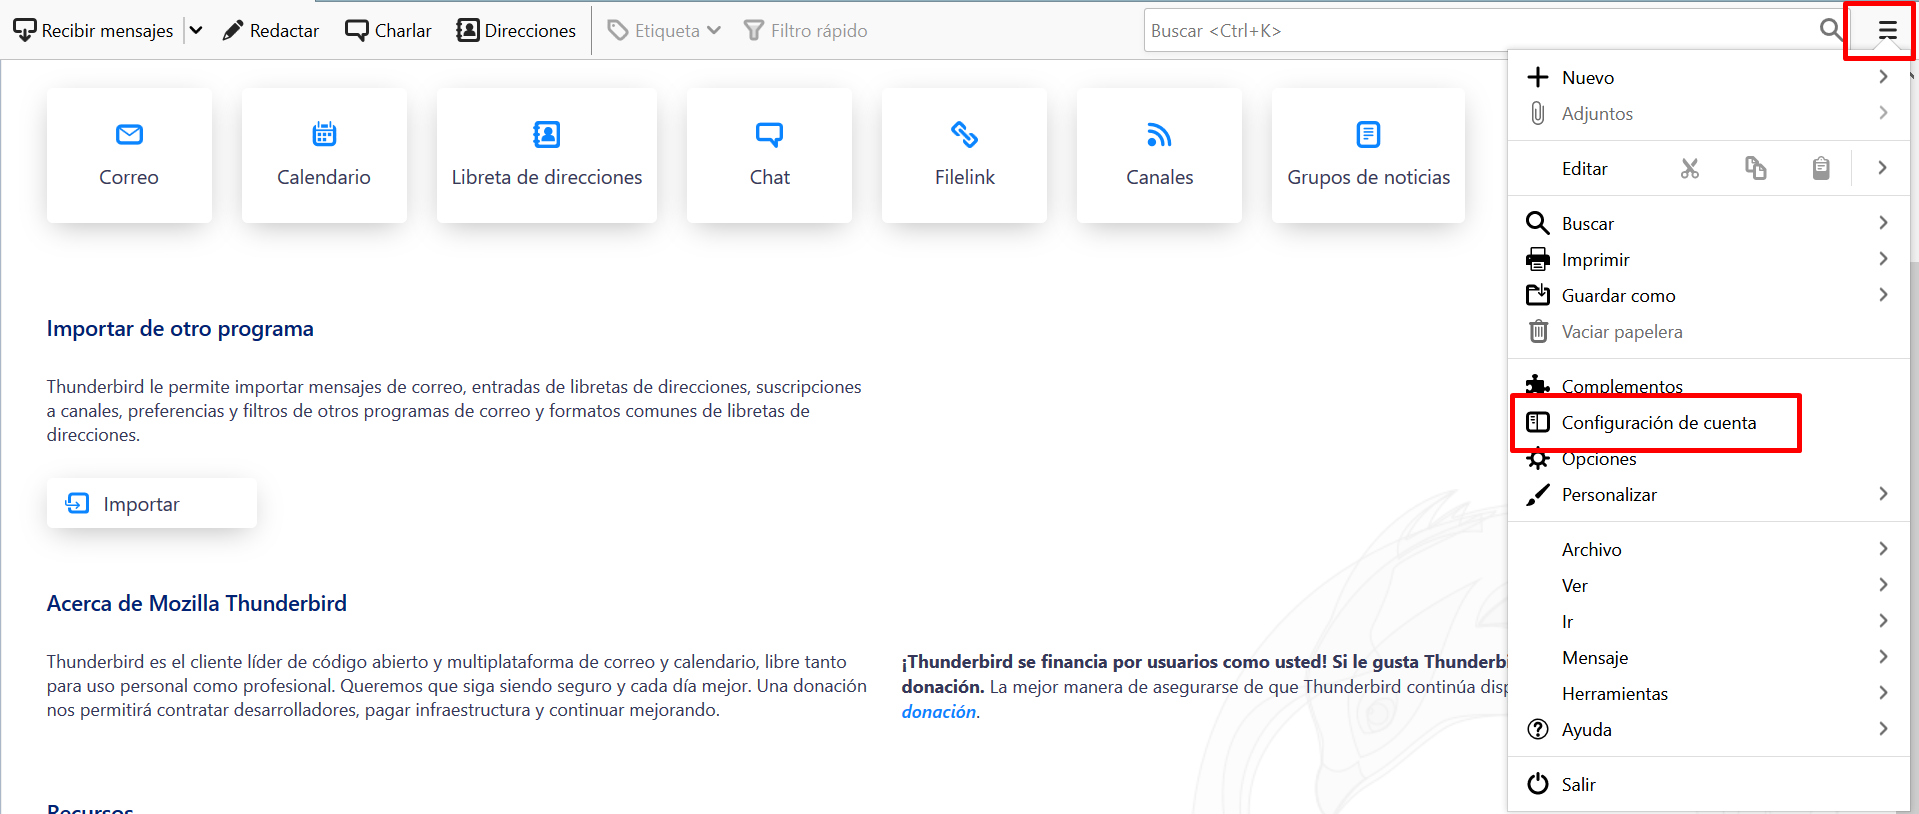 Recibir mensajes
Redactar
Charlar
Direcciones
Etiqueta
Filtro rápido
Buscar <Ctrl+K>
Correo
Calendario
Libreta de direcciones
Chat
Filelink
Canales
Grupos de noticias
Importar de otro programa
Thunderbird le permite importar mensajes de correo, entradas de libretas de direcciones, suscripciones
a canales, preferencias y filtros de otros programas de correo y formatos comunes de libretas de
direcciones.
Importar
Acerca de Mozilla Thunderbird
Thunderbird es el cliente líder de código abierto y multiplataforma de correo y calendario, libre tanto
para uso personal como profesional. Queremos que siga siendo seguro y cada día mejor. Una donación
nos permitirá contratar desarrolladores, pagar infraestructura y continuar mejorando.
¡Thunderbird se financia por usuarios como usted! Si le gusta Thunderbi
donación. La mejor manera de asegurarse de que Thunderbird continúa disp
donación.
Recursos
Nuevo
Adjuntos
Editar
Buscar
Imprimir
Guardar como
Vaciar papelera
Complementos
Configuración de cuenta
Opciones
Personalizar
Archivo
Ver
Ir
Mensaje
Herramientas
Ayuda
Salir